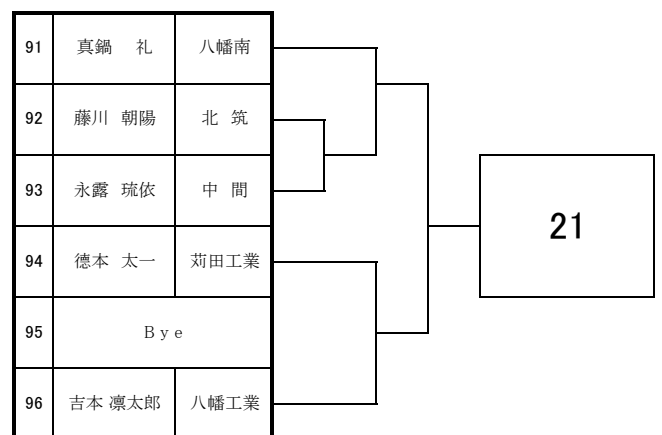 91 真鍋 礼 八幡南
92 藤川 朝陽 北 筑
93 永露 琉依 中 間
94 德本 太一 苅田工業
95 Bye
96 吉本 凛太郎 八幡工業
21